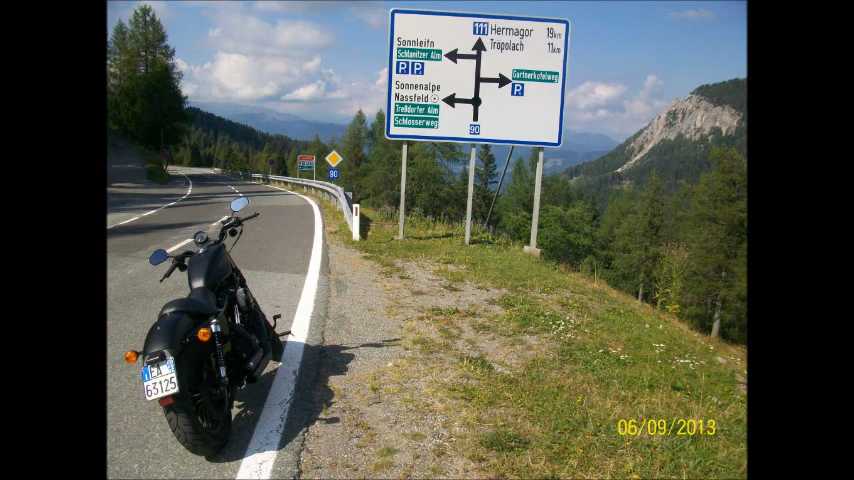 111 Hermagor 19km
Tröpolach 11km
Sonnleitn
Schlanitzer Alm
P P
Gartnerkofelweg
P
Sonnenalpe
Nassfeld
Treßdorfer Alm
Schlosserweg
90
90
EA
63125
06/09/2013